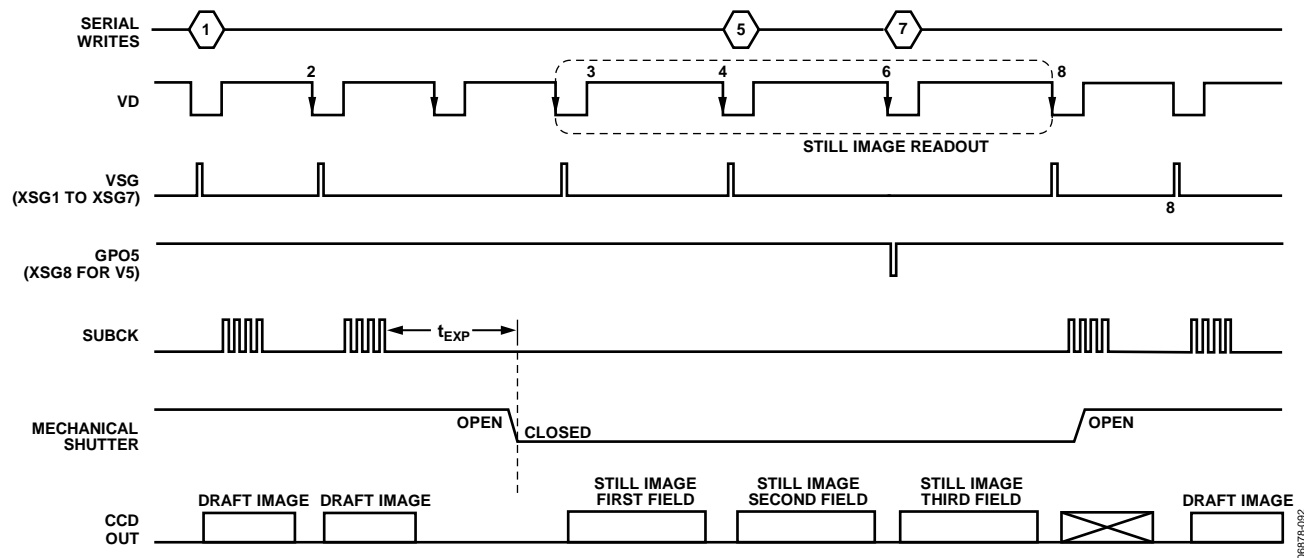 SERIAL
WRITES
1
5
7
VD
2
3
4
6
8
STILL IMAGE READOUT
VSG
(XSG1 TO XSG7)
8
GPO5
(XSG8 FOR V5)
SUBCK
tEXP
MECHANICAL
SHUTTER
OPEN
CLOSED
OPEN
CCD
OUT
DRAFT IMAGE
DRAFT IMAGE
STILL IMAGE
FIRST FIELD
STILL IMAGE
SECOND FIELD
STILL IMAGE
THIRD FIELD
DRAFT IMAGE
06878-092